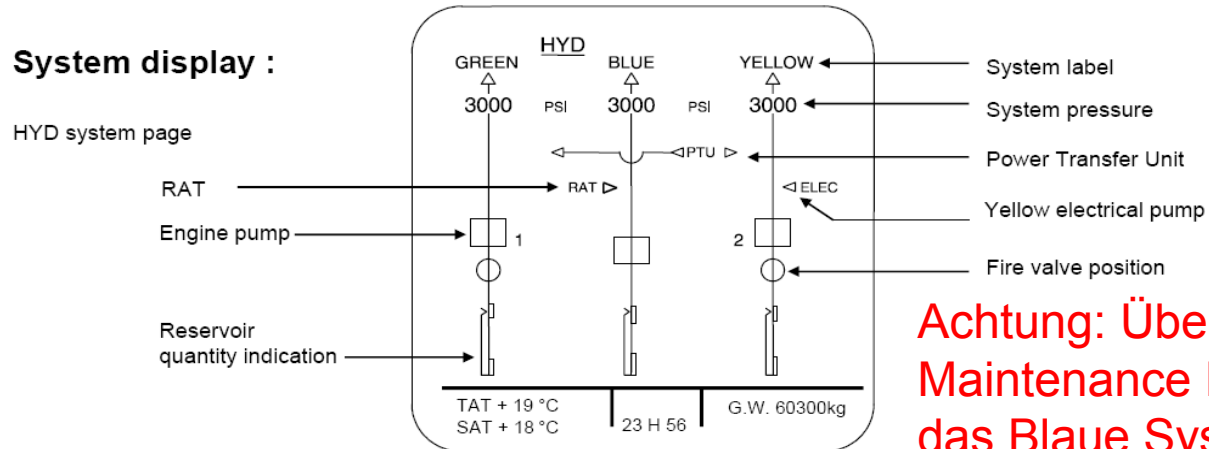 System display :
HYD system page
RAT
Engine pump
Reservoir
quantity indication
HYD
GREEN BLUE YELLOW
3000 PSI 3000 PSI 3000
PTU
RAT ELEC
1 2
TAT + 19 °C
SAT + 18 °C
23 H 56
G.W. 60300kg
System label
System pressure
Power Transfer Unit
Yellow electrical pump
Fire valve position
Achtung: Übe
Maintenance
das Blaue Sys